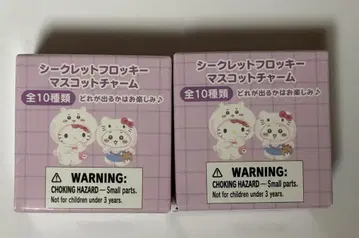 シークレットフロッキー
マスコットチャーム
全10種類 どれが出るかはお楽しみ♪
WARNING:
CHOKING HAZARD — Small parts.
Not for children under 3 years.
シークレットフロッキー
マスコットチャーム
全10種類 どれが出るかはお楽しみ♪
WARNING:
CHOKING HAZARD — Small parts.
Not for children under 3 years.